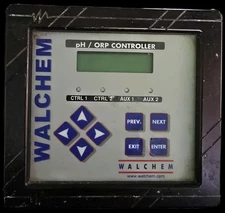 pH / ORP CONTROLLER
WALCHEM
CTRL 1 CTRL 2 AUX 1 AUX 2
PREV. NEXT
EXIT ENTER
WALCHEM
www.walchem.com